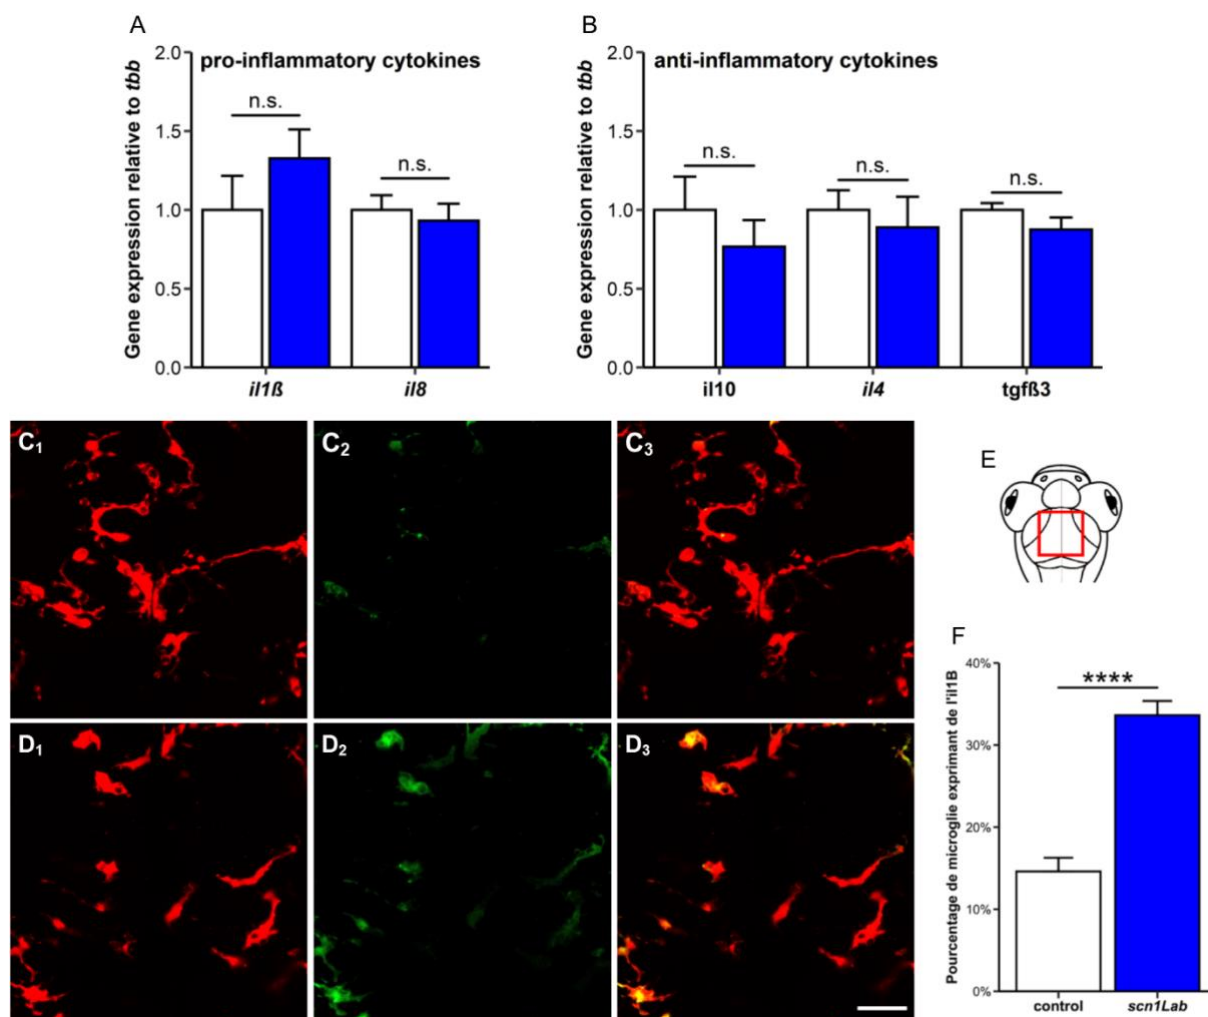 A
pro-inflammatory cytokines
Gene expression relative to tbb
2.0
1.5
1.0
0.5
0.0
n.s.
n.s.
il1ß
il8
B
anti-inflammatory cytokines
Gene expression relative to tbb
2.0
1.5
1.0
0.5
0.0
n.s.
n.s.
n.s.
il10
il4
tgfß3
C1
C2
C3
D1
D2
D3
E
F
Pourcentage de microglie exprimant de l'il1B
40%
30%
20%
10%
0%
****
control
scn1Lab